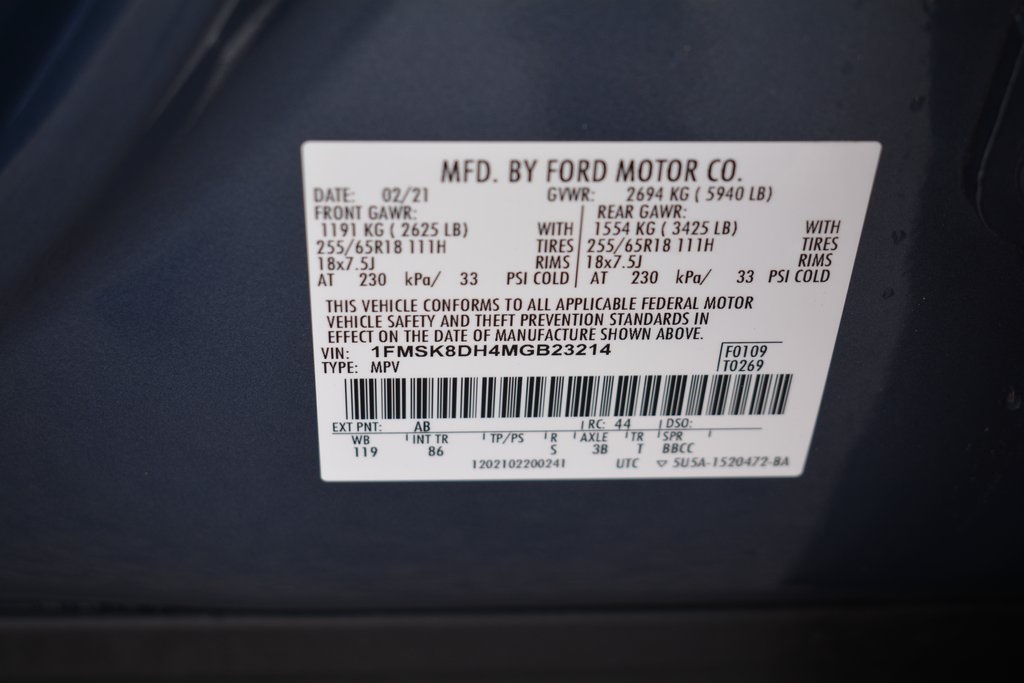 MFD. BY FORD MOTOR CO.
DATE: 02/21 GVWR: 2694 KG ( 5940 LB)
FRONT GAWR: REAR GAWR:
1191 KG ( 2625 LB) WITH 1554 KG ( 3425 LB) WITH
255/65R18 111H TIRES 255/65R18 111H TIRES
18x7.5J RIMS 18x7.5J RIMS
AT 230 kPa/ 33 PSI COLD AT 230 kPa/ 33 PSI COLD
THIS VEHICLE CONFORMS TO ALL APPLICABLE FEDERAL MOTOR
VEHICLE SAFETY AND THEFT PREVENTION STANDARDS IN
EFFECT ON THE DATE OF MANUFACTURE SHOWN ABOVE.
VIN: 1FMSK8DH4MGB23214 F0109
TYPE: MPV T0269
EXT PNT: AB RC: 44 DSO:
WB INT TR TP/PS R AXLE TR SPR
119 86 S 3B T BBCC
1202102200241 UTC ▽ 5U5A-1520472-BA